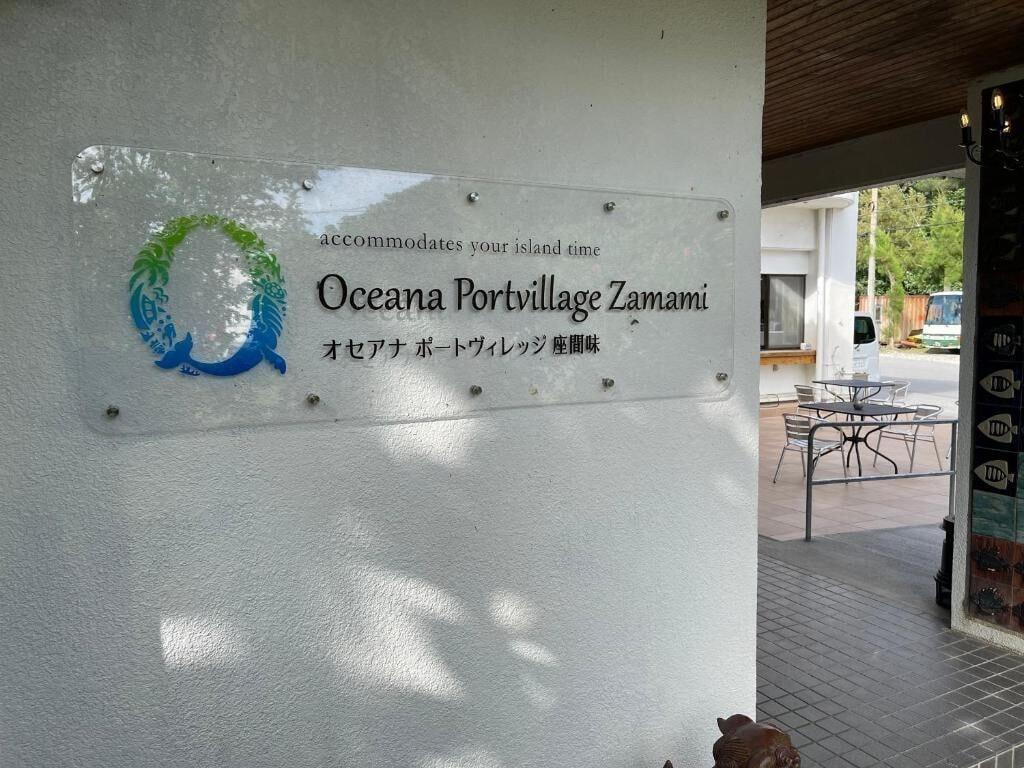 accommodates your island time
Oceana Portvillage Zamami
オセアナ ポートヴィレッジ 座間味